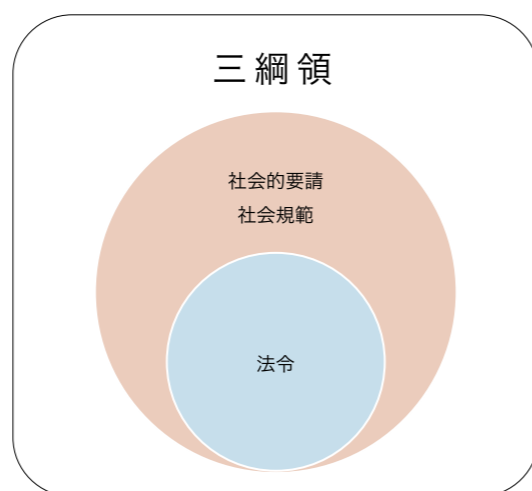 三綱領
社会的要請
社会規範
法令